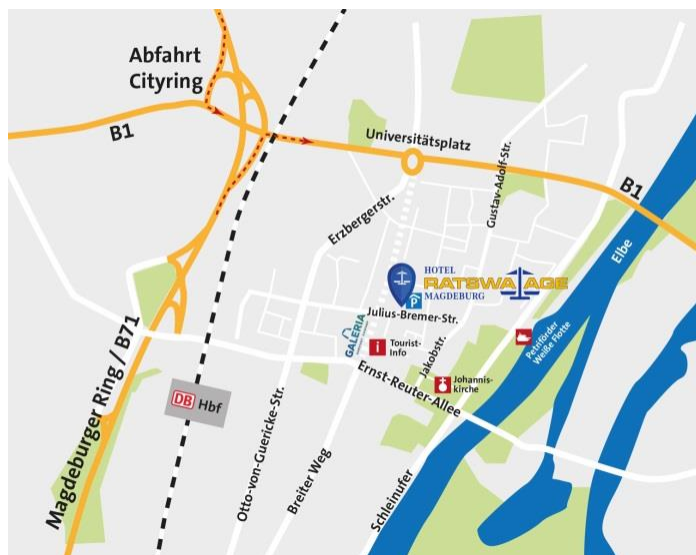 Abfahrt
Cityring
B1
Universitätsplatz
B1
Gustav-Adolf-Str.
Erzbergerstr.
Elbe
HOTEL
RATSWAAGE
MAGDEBURG
P
Julius-Bremer-Str.
GALERIA
i
Tourist-
Info
Jakobstr.
Petriförder
Weiße Flotte
Johannis-
kirche
Ernst-Reuter-Allee
Magdeburger Ring / B71
DB Hbf
Otto-von-Guericke-Str.
Breiter Weg
Schleinufer